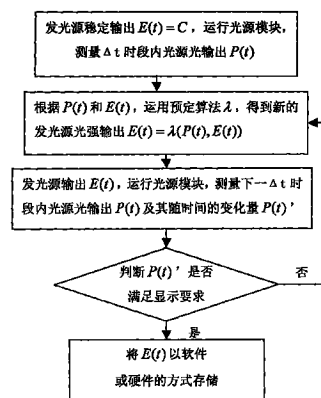 发光源稳定输出E(t)=C，运行光源模块，
测量Δt时段内光源光输出P(t)
根据P(t)和E(t)，运用预定算法λ，得到新的
发光源光强输出E(t)=λ(P(t),E(t))
发光源输出E(t)，运行光源模块，测量下一Δt时
段内光源光输出P(t)及其随时间的变化量P(t)'
判断P(t)'是否
满足显示要求
否
是
将E(t)以软件
或硬件的方式存储